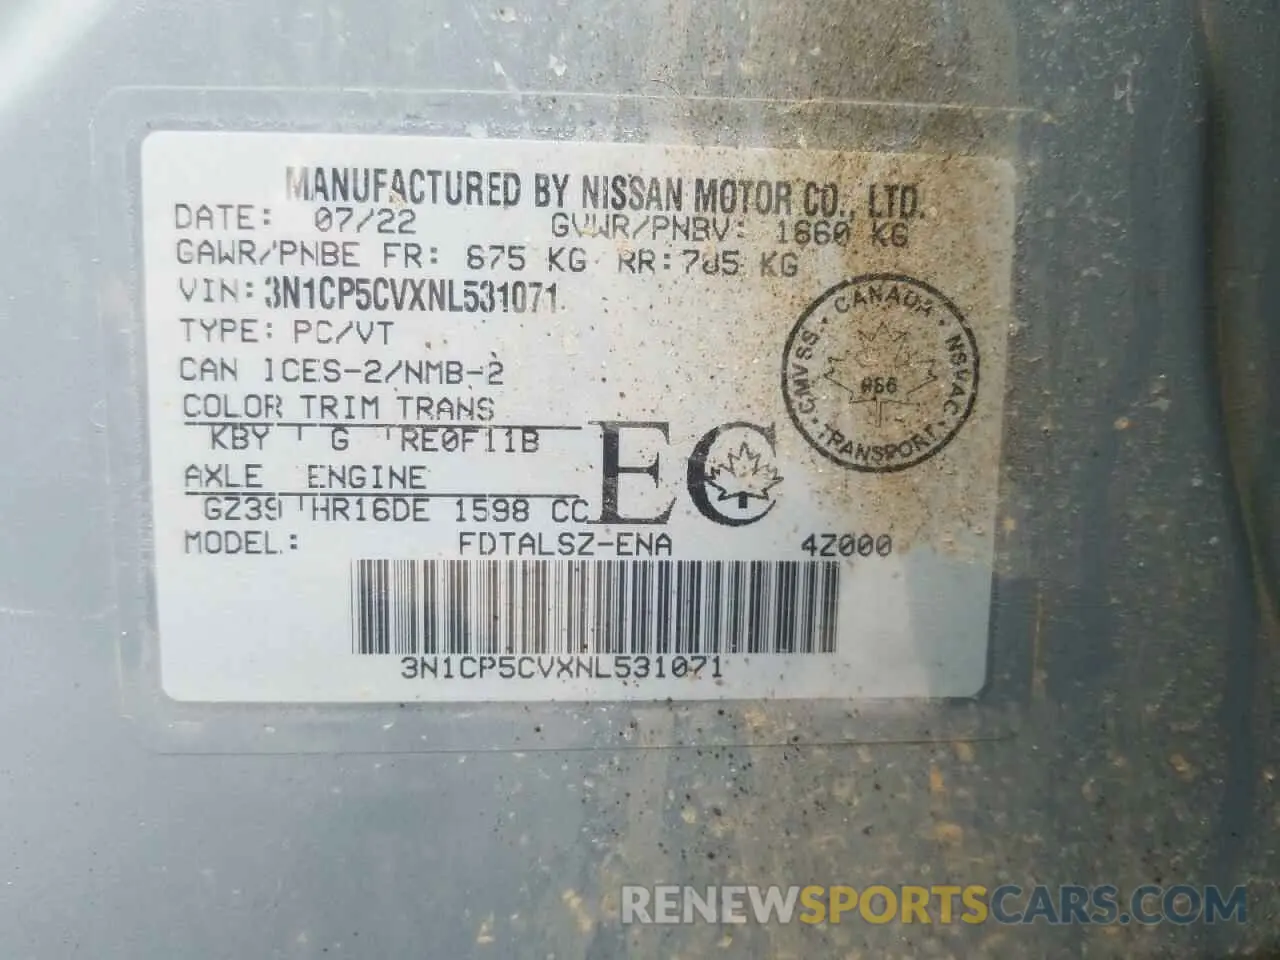 MANUFACTURED BY NISSAN MOTOR CO., LTD.
DATE: 07/22 GVWR/PNBV: 1660 KG
GAWR/PNBE FR: 875 KG RR: KG
VIN: 3N1CP5CVXNL531071
TYPE: PC/VT
CAN ICES-2/NMB-2
COLOR TRIM TRANS
KBY G RE0F11B
AXLE ENGINE
GZ39 HR16DE 1598 CC
EC
MODEL: FDTALSZ-ENA 4Z000
3N1CP5CVXNL531071
CANADA · NSVAC · TRANSPORT · CMVSS ·
RENEWSPORTSCARS.COM